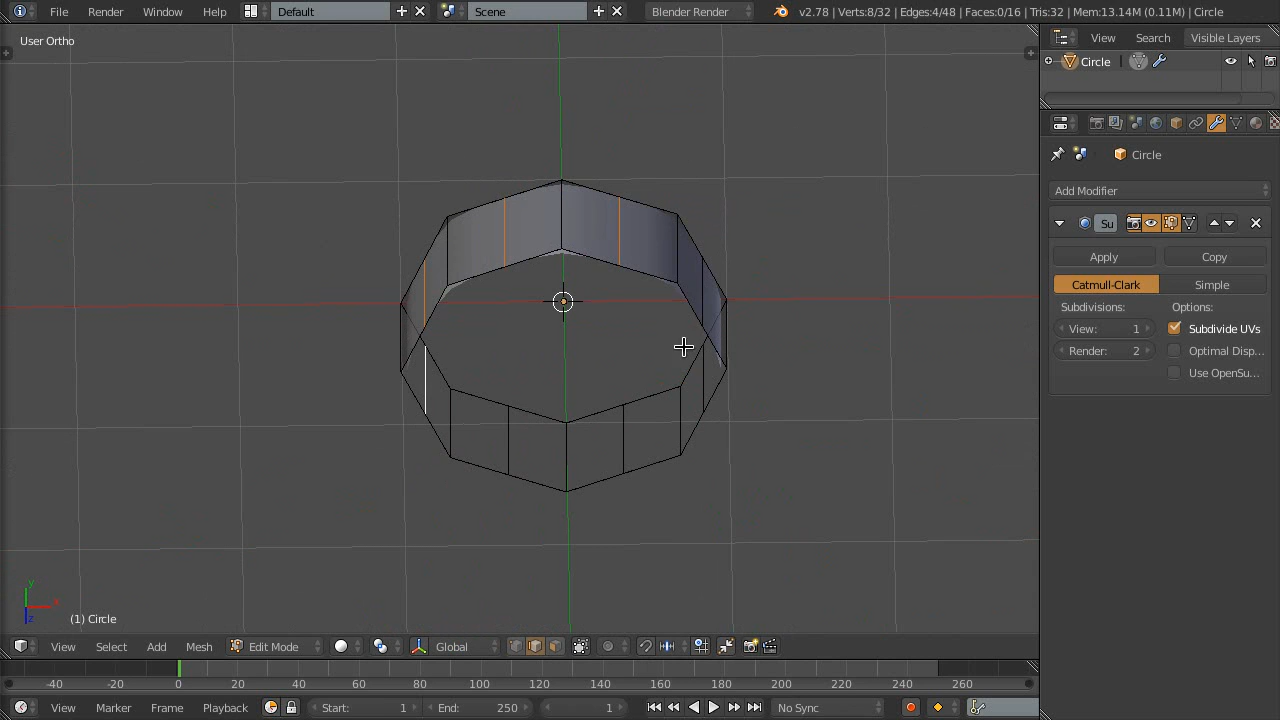 File Render Window Help Default Scene Blender Render v2.78 | Verts:8/32 | Edges:4/48 | Faces:0/16 | Tris:32 | Mem:13.14M (0.11M) | Circle
User Ortho
View Search Visible Layers
Circle
Circle
Add Modifier
Su
Apply Copy
Catmull-Clark Simple
Subdivisions: Options:
View: 1 Subdivide UVs
Render: 2 Optimal Disp...
Use OpenSu...
y
x
z
(1) Circle
View Select Add Mesh Edit Mode Global
-40 -20 0 20 40 60 80 100 120 140 160 180 200 220 240 260
View Marker Frame Playback Start: 1 End: 250 1 No Sync